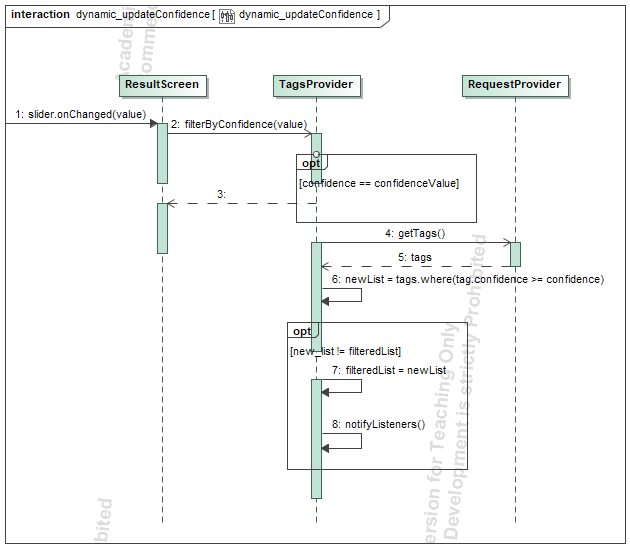 interaction dynamic_updateConfidence [ dynamic_updateConfidence ]
ResultScreen
TagsProvider
RequestProvider
1: slider.onChanged(value)
2: filterByConfidence(value)
opt
[confidence == confidenceValue]
3:
4: getTags()
5: tags
6: newList = tags.where(tag.confidence >= confidence)
opt
[new_list != filteredList]
7: filteredList = newList
8: notifyListeners()
Academi
ommer
ersion for Teaching Only
Development is strictly Prohibited
bited